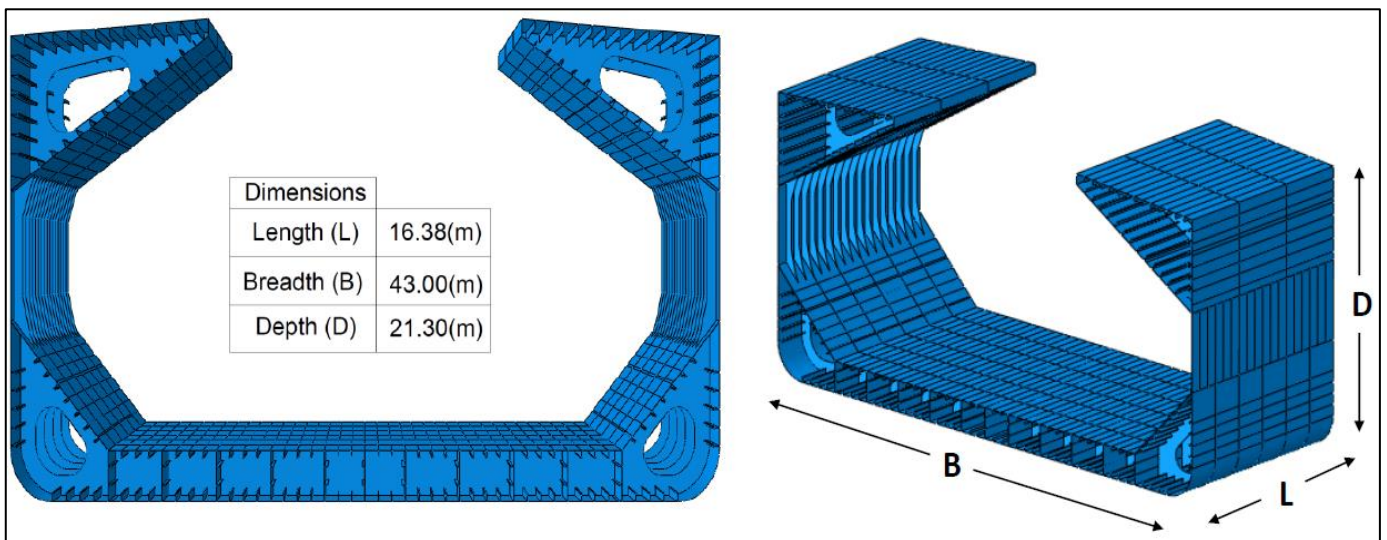 Dimensions
Length (L) 16.38(m)
Breadth (B) 43.00(m)
Depth (D) 21.30(m)
D
B
L